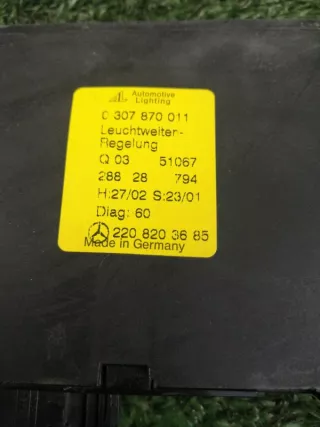 Automotive
Lighting
0 307 870 011
Leuchtweiten-
Regelung
Q 03 51067
288 28 794
H:27/02 S:23/01
Diag: 60
220 820 36 85
Made in Germany